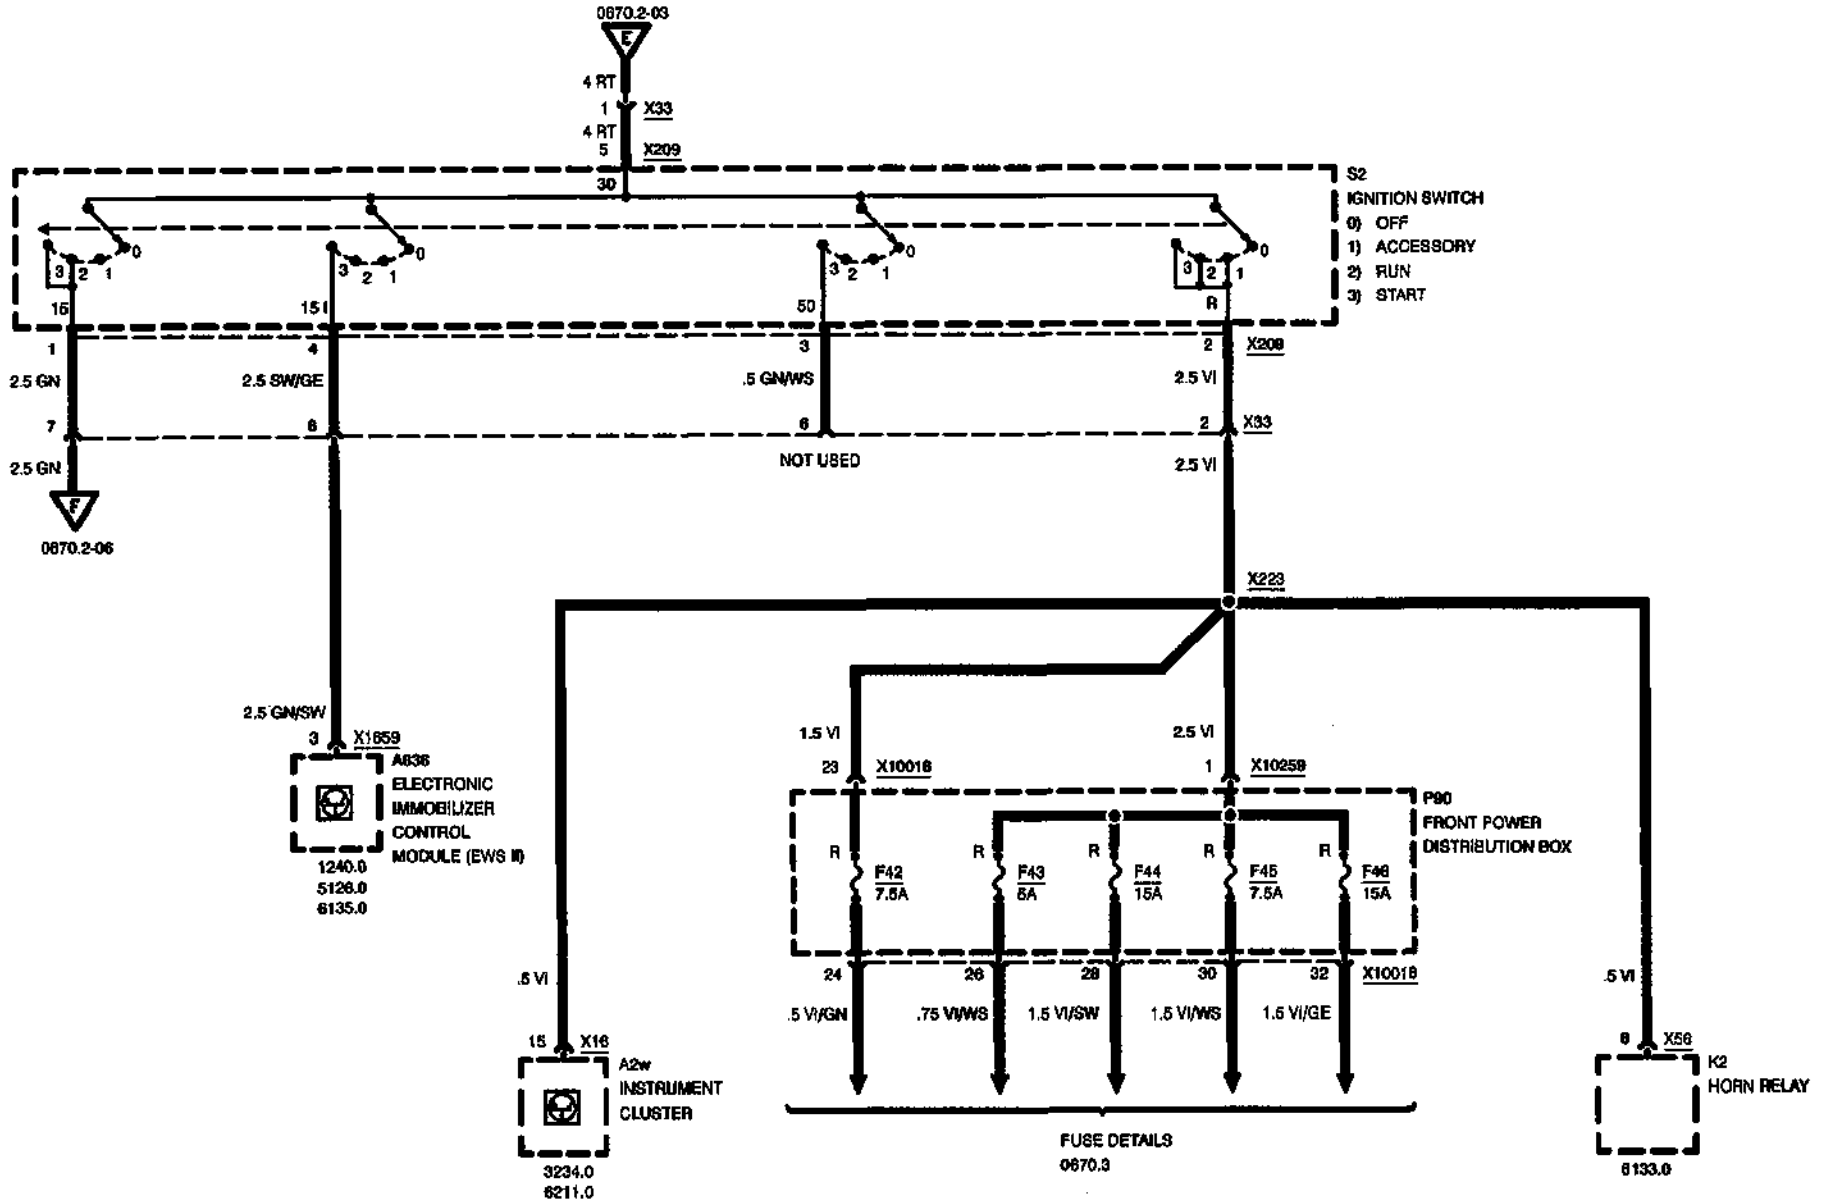 0670.2-03
E
4 RT
1 X33
4 RT
5 X209
30
S2
IGNITION SWITCH
0) OFF
1) ACCESSORY
2) RUN
3) START
0
3 2 1
0
3 2 1
0
3 2 1
0
3 2 1
15
15I
50
R
1 4 3 2 X209
2.5 GN
2.5 SW/GE
.5 GN/WS
2.5 VI
7 6 6 2 X33
2.5 GN
NOT USED
2.5 VI
F
0670.2-06
X223
2.5 GN/SW
3 X1659
A836
ELECTRONIC
IMMOBILIZER
CONTROL
MODULE (EWS II)
1240.0
5126.0
6135.0
1.5 VI
2.5 VI
23 X10016
1 X10259
P90
FRONT POWER
DISTRIBUTION BOX
R R R R R
F42
7.5A
F43
5A
F44
15A
F45
7.5A
F46
15A
24 26 28 30 32 X10016
.5 VI/GN
.75 VI/WS
1.5 VI/SW
1.5 VI/WS
1.5 VI/GE
FUSE DETAILS
0670.3
.5 VI
15 X16
A2w
INSTRUMENT
CLUSTER
3234.0
6211.0
.5 VI
6 X56
K2
HORN RELAY
6133.0